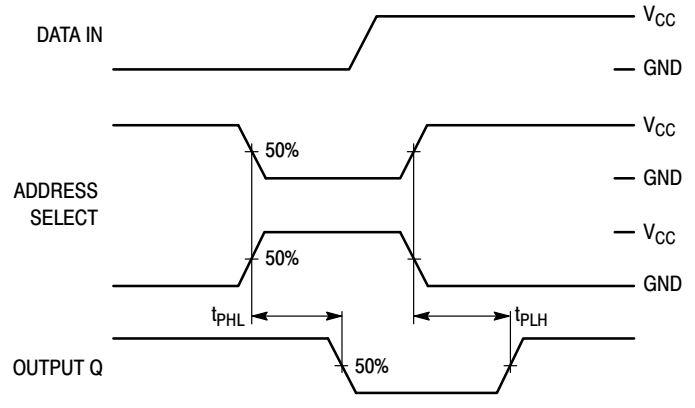 DATA IN
V_CC
GND
ADDRESS
SELECT
V_CC
50%
GND
V_CC
50%
GND
t_PHL
t_PLH
OUTPUT Q
50%